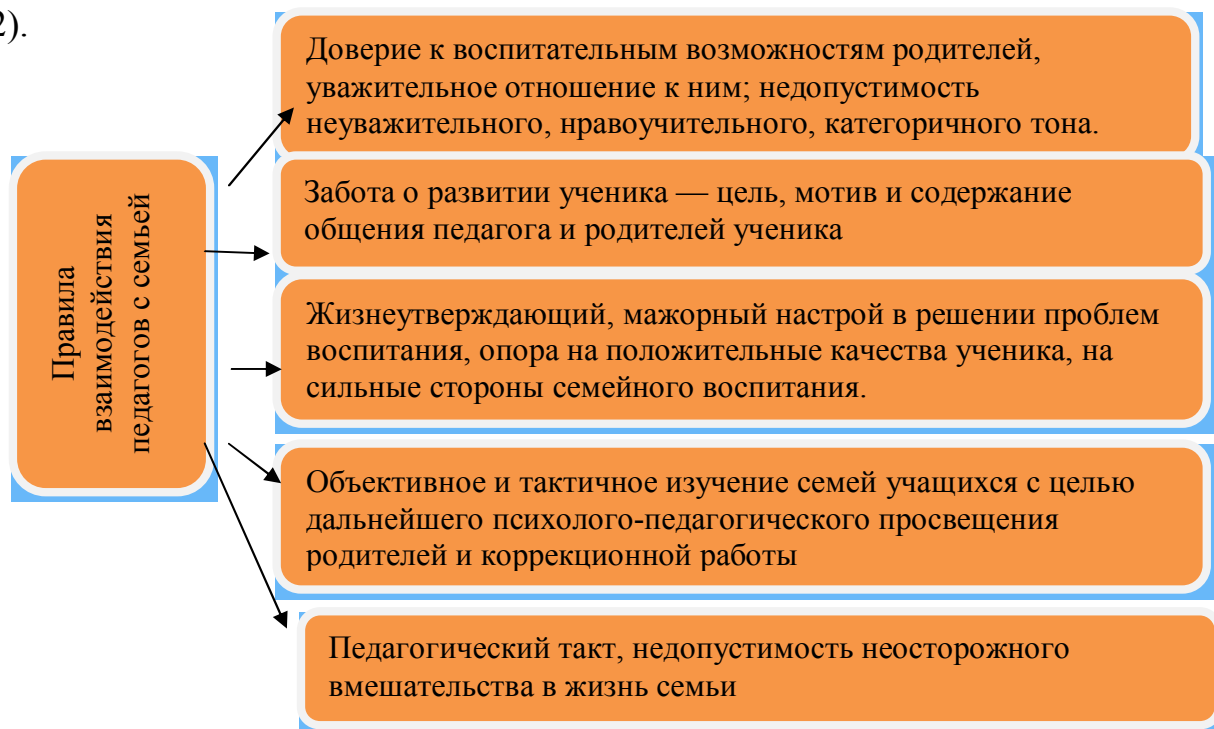 2).
Доверие к воспитательным возможностям родителей,
уважительное отношение к ним; недопустимость
неуважительного, нравоучительного, категоричного тона.
Правила
взаимодействия
педагогов с семьей
Забота о развитии ученика — цель, мотив и содержание
общения педагога и родителей ученика
Жизнеутверждающий, мажорный настрой в решении проблем
воспитания, опора на положительные качества ученика, на
сильные стороны семейного воспитания.
Объективное и тактичное изучение семей учащихся с целью
дальнейшего психолого-педагогического просвещения
родителей и коррекционной работы
Педагогический такт, недопустимость неосторожного
вмешательства в жизнь семьи